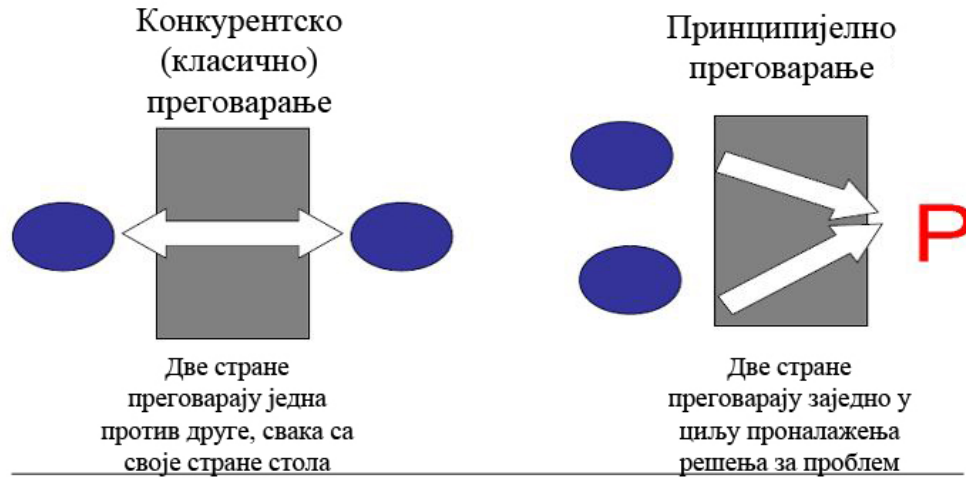 Конкурентско
(класично)
преговарање
Принципијелно
преговарање
P
Две стране
преговарају једна
против друге, свака са
своје стране стола
Две стране
преговарају заједно у
циљу проналажења
решења за проблем